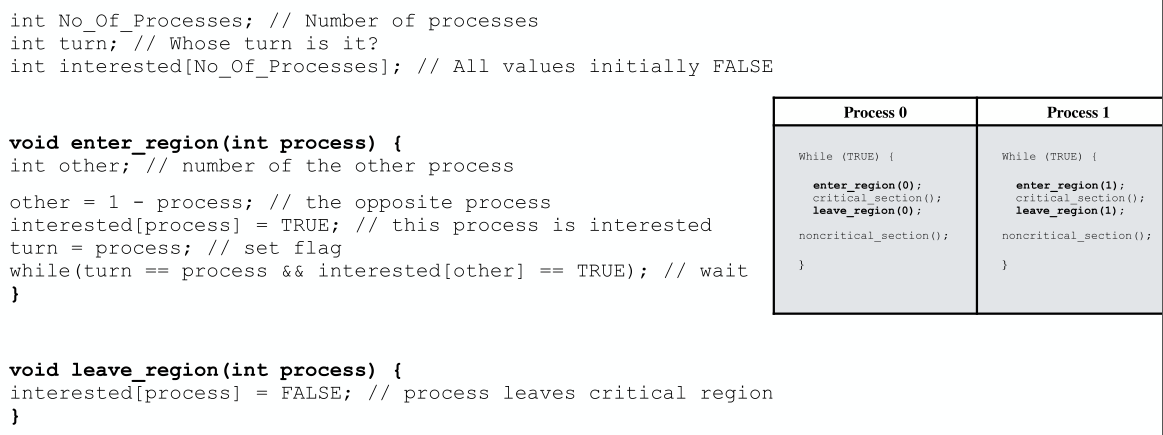 int No_Of_Processes; // Number of processes
int turn; // Whose turn is it?
int interested[No_Of_Processes]; // All values initially FALSE
void enter_region(int process) {
int other; // number of the other process
other = 1 - process; // the opposite process
interested[process] = TRUE; // this process is interested
turn = process; // set flag
while(turn == process && interested[other] == TRUE); // wait
}
void leave_region(int process) {
interested[process] = FALSE; // process leaves critical region
}
Process 0
While (TRUE) {
enter_region(0);
critical_section();
leave_region(0);
noncritical_section();
}
Process 1
While (TRUE) {
enter_region(1);
critical_section();
leave_region(1);
noncritical_section();
}